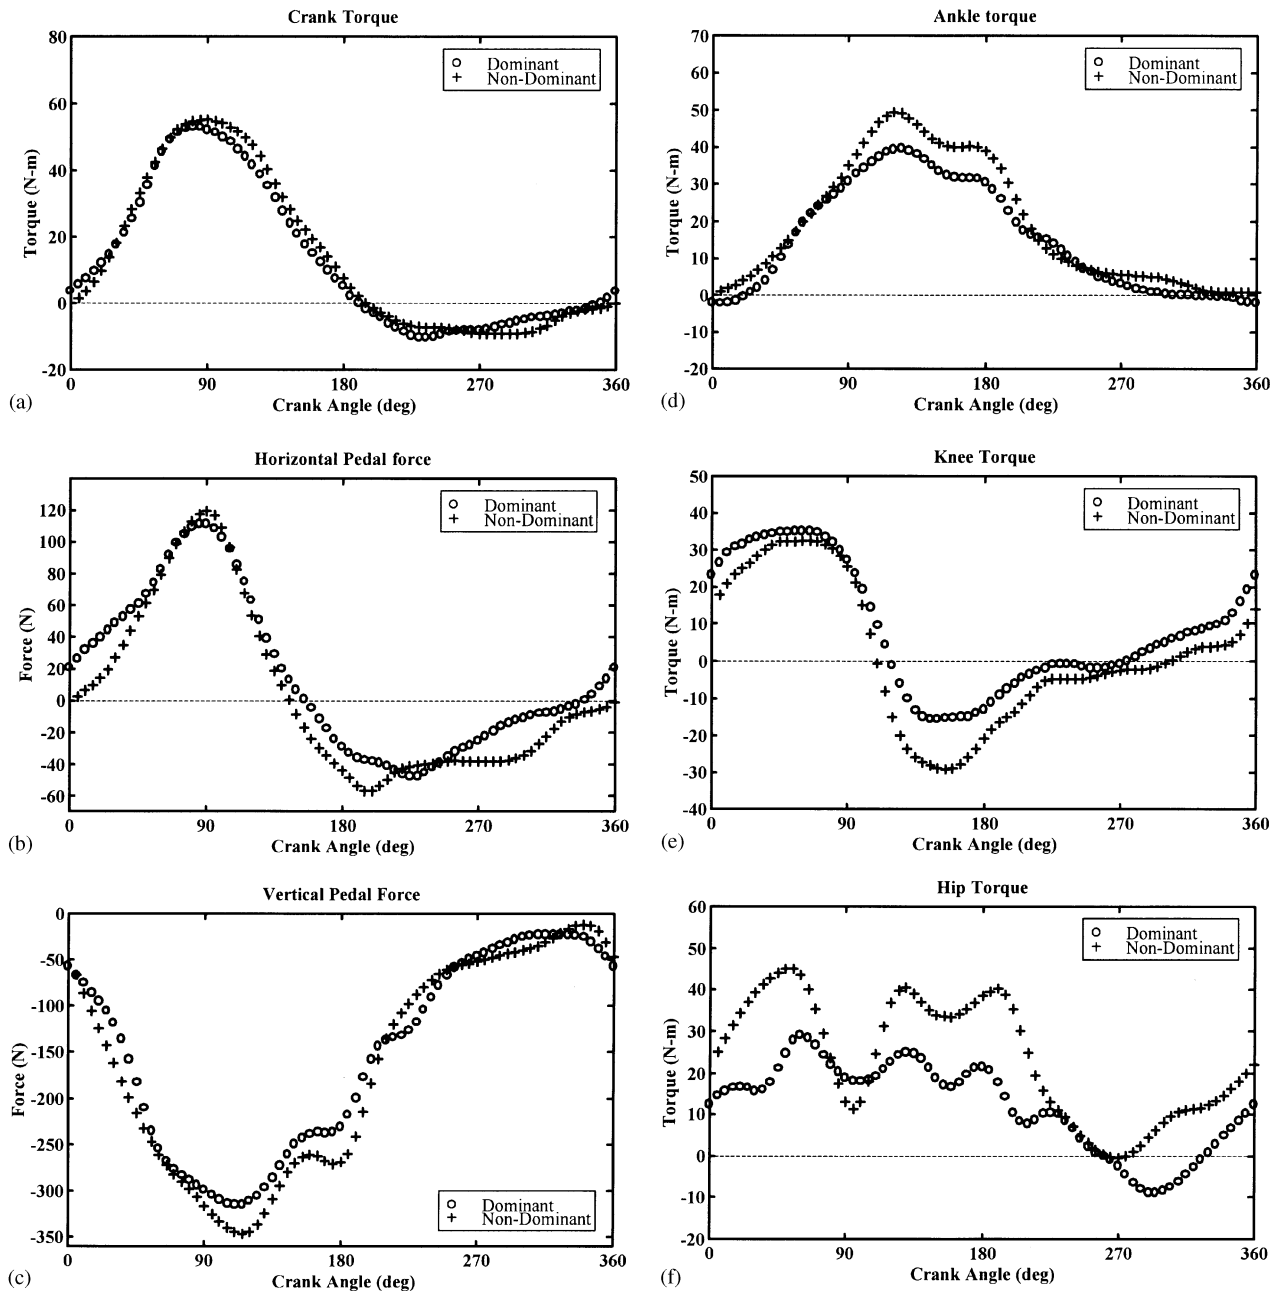 Crank Torque
80
60
40
20
0
-20
Torque (N-m)
Dominant
Non-Dominant
0
90
180
270
360
Crank Angle (deg)
(a)
Horizontal Pedal force
120
100
80
60
40
20
0
-20
-40
-60
Force (N)
Dominant
Non-Dominant
0
90
180
270
360
Crank Angle (deg)
(b)
Vertical Pedal Force
0
-50
-100
-150
-200
-250
-300
-350
Force (N)
Dominant
Non-Dominant
0
90
180
270
360
Crank Angle (deg)
(c)
Ankle torque
70
60
50
40
30
20
10
0
-10
-20
Torque (N-m)
Dominant
Non-Dominant
0
90
180
270
360
Crank Angle (deg)
(d)
Knee Torque
50
40
30
20
10
0
-10
-20
-30
-40
Torque (N-m)
Dominant
Non-Dominant
0
90
180
270
360
Crank Angle (deg)
(e)
Hip Torque
60
50
40
30
20
10
0
-10
-20
Torque (N-m)
Dominant
Non-Dominant
0
90
180
270
360
Crank Angle (deg)
(f)